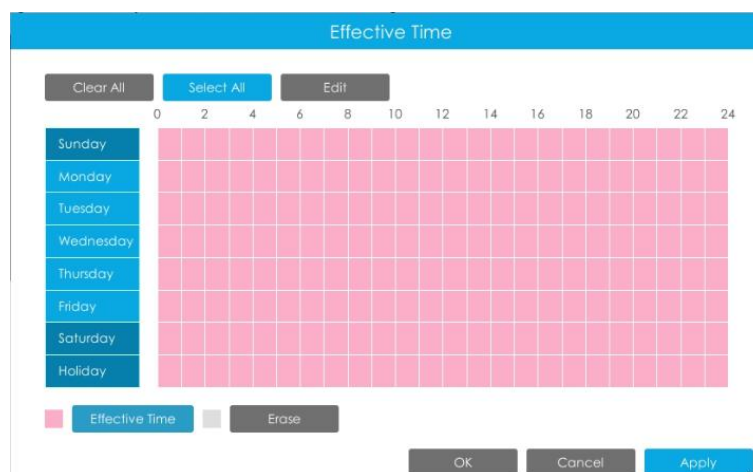 Effective Time
Clear All Select All Edit
0 2 4 6 8 10 12 14 16 18 20 22 24
Sunday
Monday
Tuesday
Wednesday
Thursday
Friday
Saturday
Holiday
Effective Time Erase
OK Cancel Apply